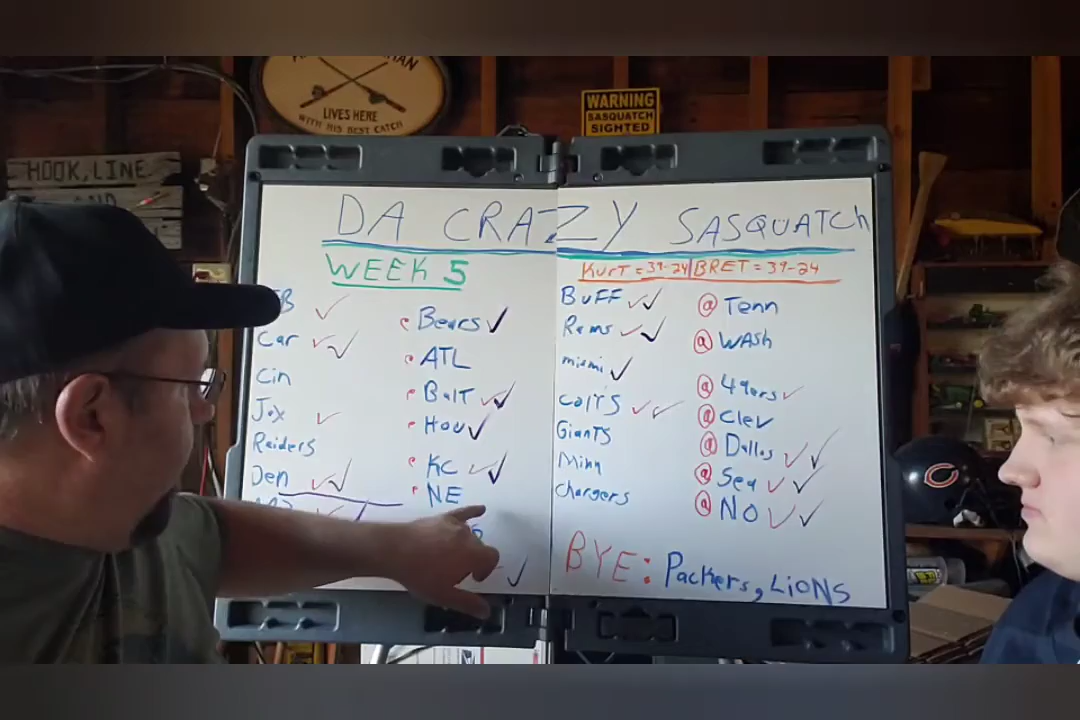 LIVES HERE
WITH HIS BEST CATCH
WARNING
SASQUATCH
SIGHTED
HOOK, LINE
AND
DA CRAZY SASQUATCH
WEEK 5
KURT = 39-24 | BRET = 39-24
@ Bears
Car @ ATL
Cin @ BalT
Jax @ HOU
Raiders @ KC
Den @ NE
BUFF @ Tenn
Rams @ WAsh
miami @ 49ers
COlTS @ Clev
GianTS @ Dallas
Minn @ Sea
Chargers @ NO
BYE: Packers, LiONS